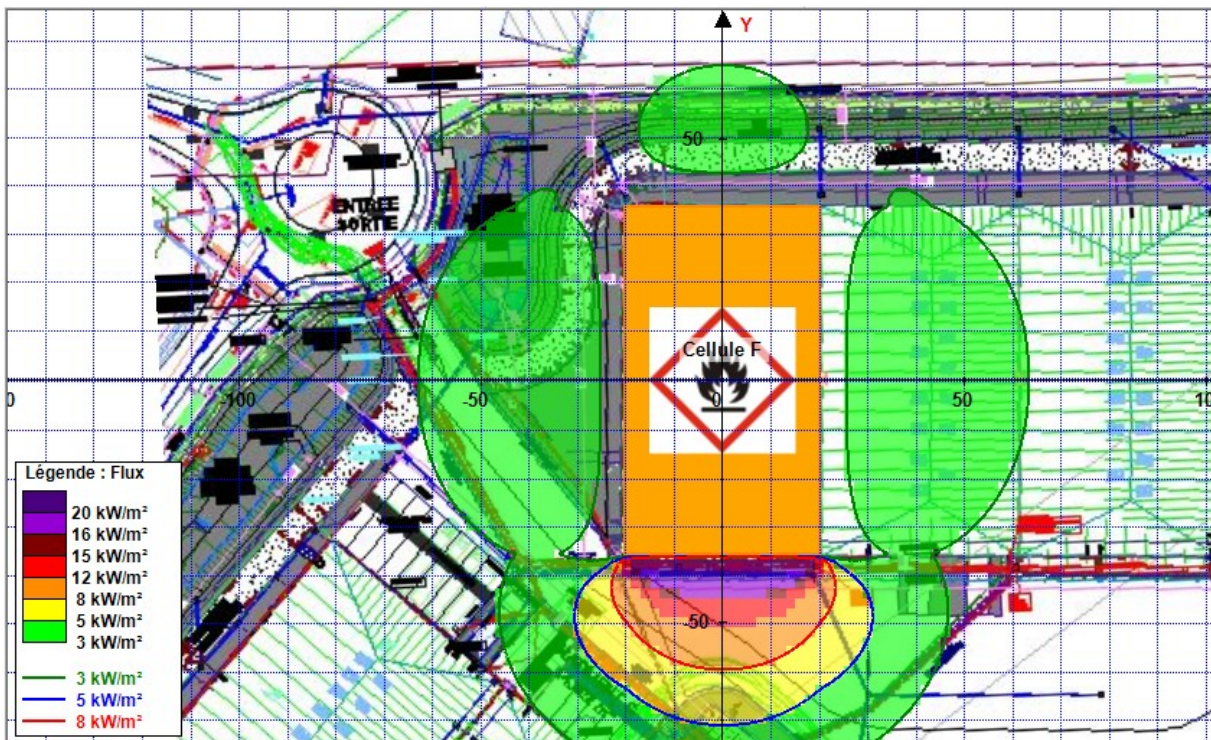 Y
50
ENTREE
SORTIE
Cellule F
0
-100
-50
0
50
10
-50
Légende : Flux
20 kW/m²
16 kW/m²
15 kW/m²
12 kW/m²
8 kW/m²
5 kW/m²
3 kW/m²
3 kW/m²
5 kW/m²
8 kW/m²